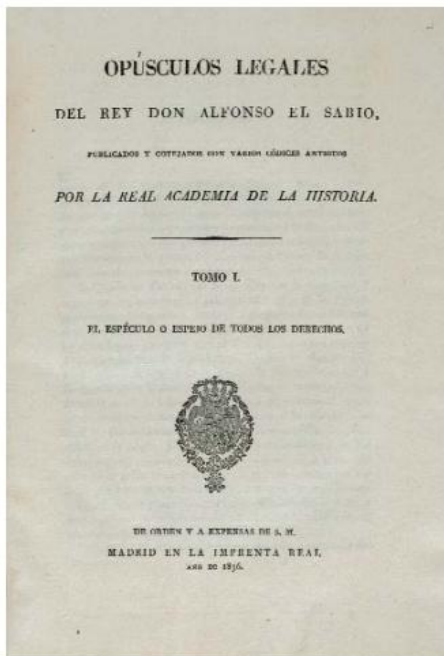 OPÚSCULOS LEGALES
DEL REY DON ALFONSO EL SABIO,
PUBLICADOS Y COTEJADOS CON VARIOS CÓDICES ANTIGUOS
POR LA REAL ACADEMIA DE LA HISTORIA.
TOMO I.
EL ESPÉCULO O ESPEJO DE TODOS LOS DERECHOS.
DE ORDEN Y A EXPENSAS DE S. M.
MADRID EN LA IMPRENTA REAL
AÑO DE 1836.